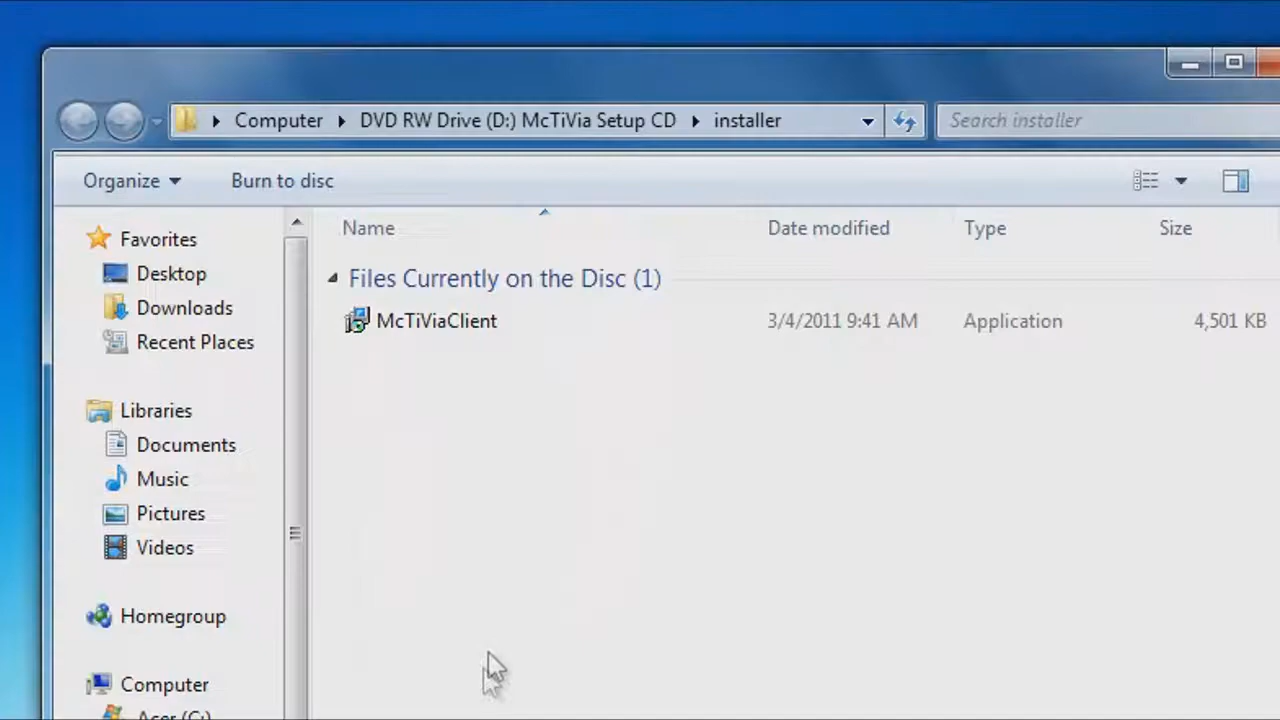 Computer DVD RW Drive (D:) McTiVia Setup CD installer Search installer
Organize Burn to disc
Name Date modified Type Size
Files Currently on the Disc (1)
McTiViaClient 3/4/2011 9:41 AM Application 4,501 KB
Favorites
Desktop
Downloads
Recent Places
Libraries
Documents
Music
Pictures
Videos
Homegroup
Computer
Acer (C:)